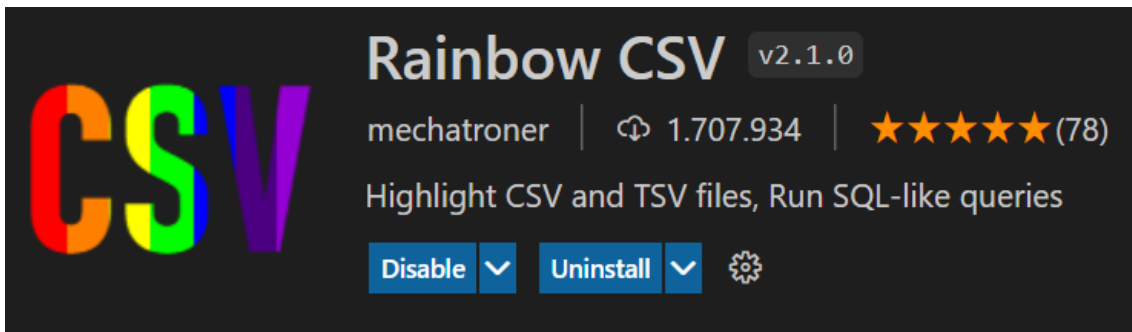 CSV
Rainbow CSV v2.1.0
mechatroner 1.707.934 (78)
Highlight CSV and TSV files, Run SQL-like queries
Disable Uninstall